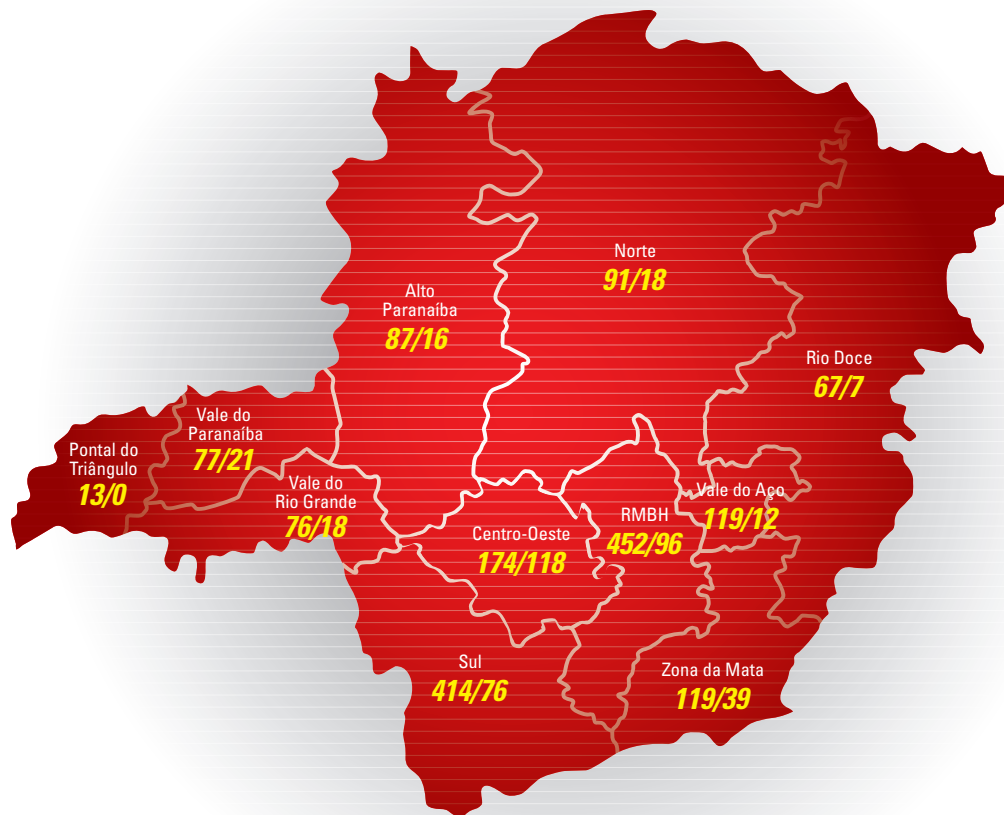 Norte
91/18
Alto
Paranaíba
87/16
Rio Doce
67/7
Vale do
Paranaíba
77/21
Pontal do
Triângulo
13/0
Vale do
Rio Grande
76/18
Vale do Aço
119/12
RMBH
452/96
Centro-Oeste
174/118
Sul
414/76
Zona da Mata
119/39